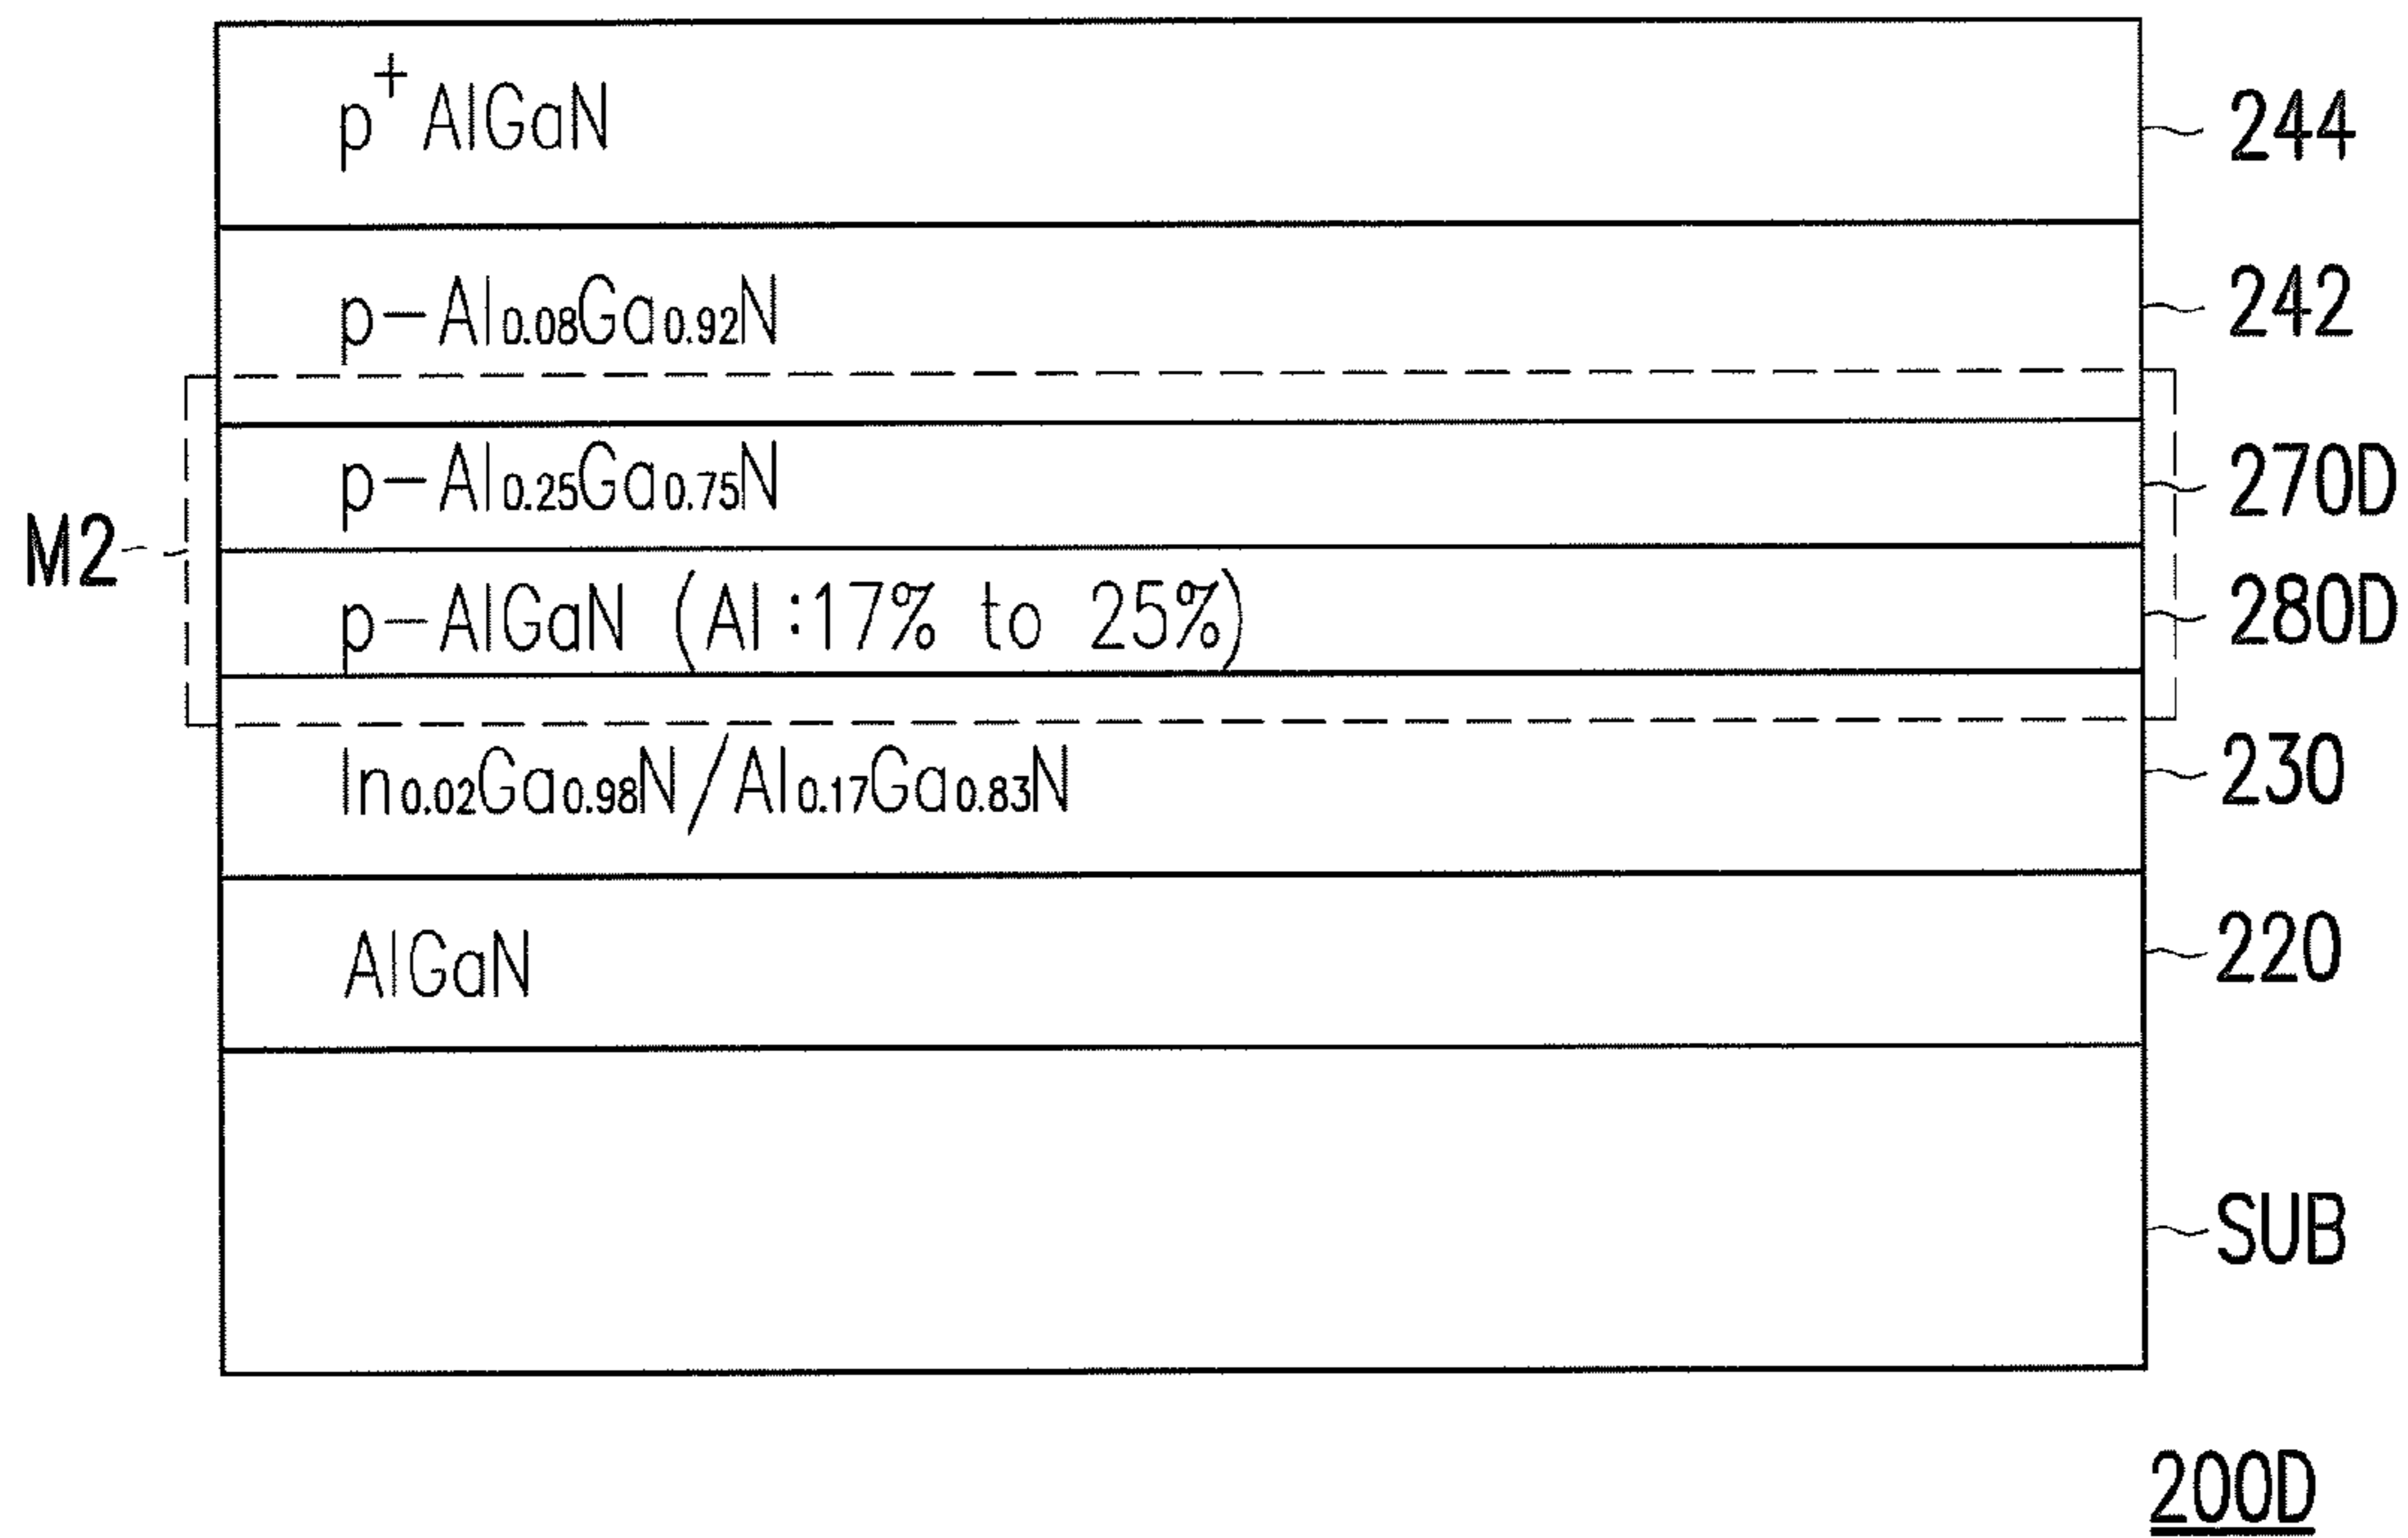 p⁺AlGaN 244
p-Al₀.₀₈Ga₀.₉₂N 242
p-Al₀.₂₅Ga₀.₇₅N 270D
M2
p-AlGaN (Al:17% to 25%) 280D
In₀.₀₂Ga₀.₉₈N/Al₀.₁₇Ga₀.₈₃N 230
AlGaN 220
SUB
200D